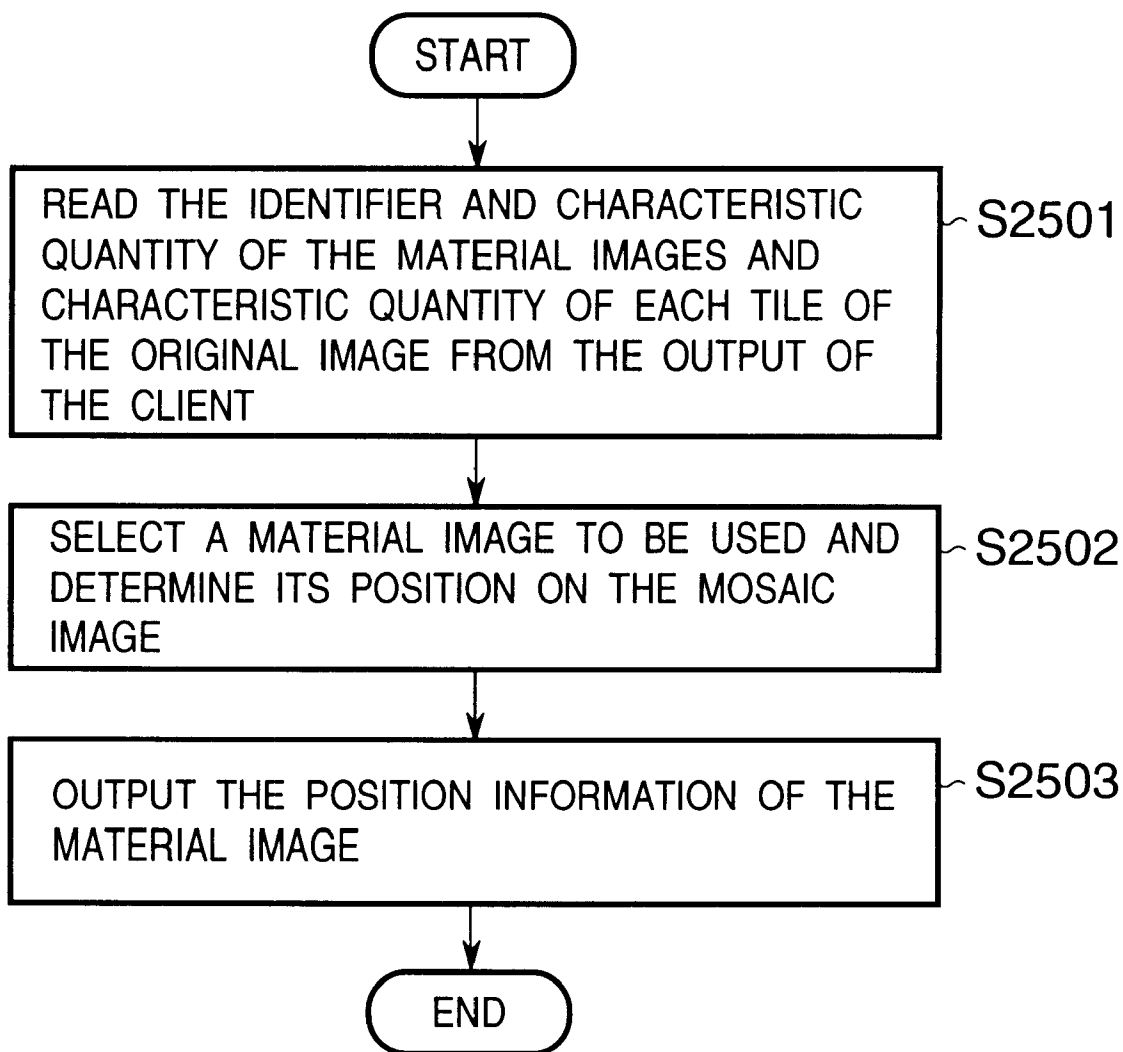 START
READ THE IDENTIFIER AND CHARACTERISTIC
QUANTITY OF THE MATERIAL IMAGES AND
CHARACTERISTIC QUANTITY OF EACH TILE OF
THE ORIGINAL IMAGE FROM THE OUTPUT OF
THE CLIENT
S2501
SELECT A MATERIAL IMAGE TO BE USED AND
DETERMINE ITS POSITION ON THE MOSAIC
IMAGE
S2502
OUTPUT THE POSITION INFORMATION OF THE
MATERIAL IMAGE
S2503
END